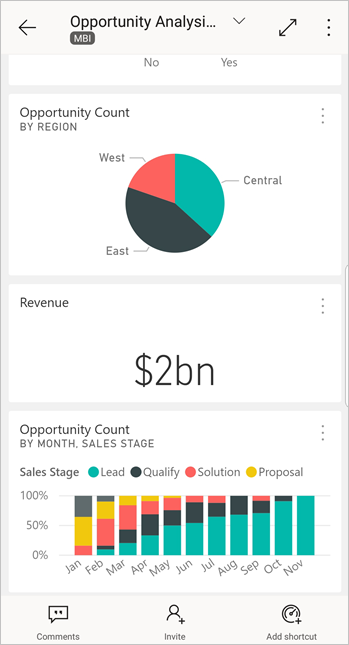 Opportunity Analysi...
MBI
No Yes
Opportunity Count
BY REGION
West
Central
East
Revenue
$2bn
Opportunity Count
BY MONTH, SALES STAGE
Sales Stage Lead Qualify Solution Proposal
100%
50%
0%
Jan Feb Mar Apr May Jun Jul Aug Sep Oct Nov
Comments Invite Add shortcut